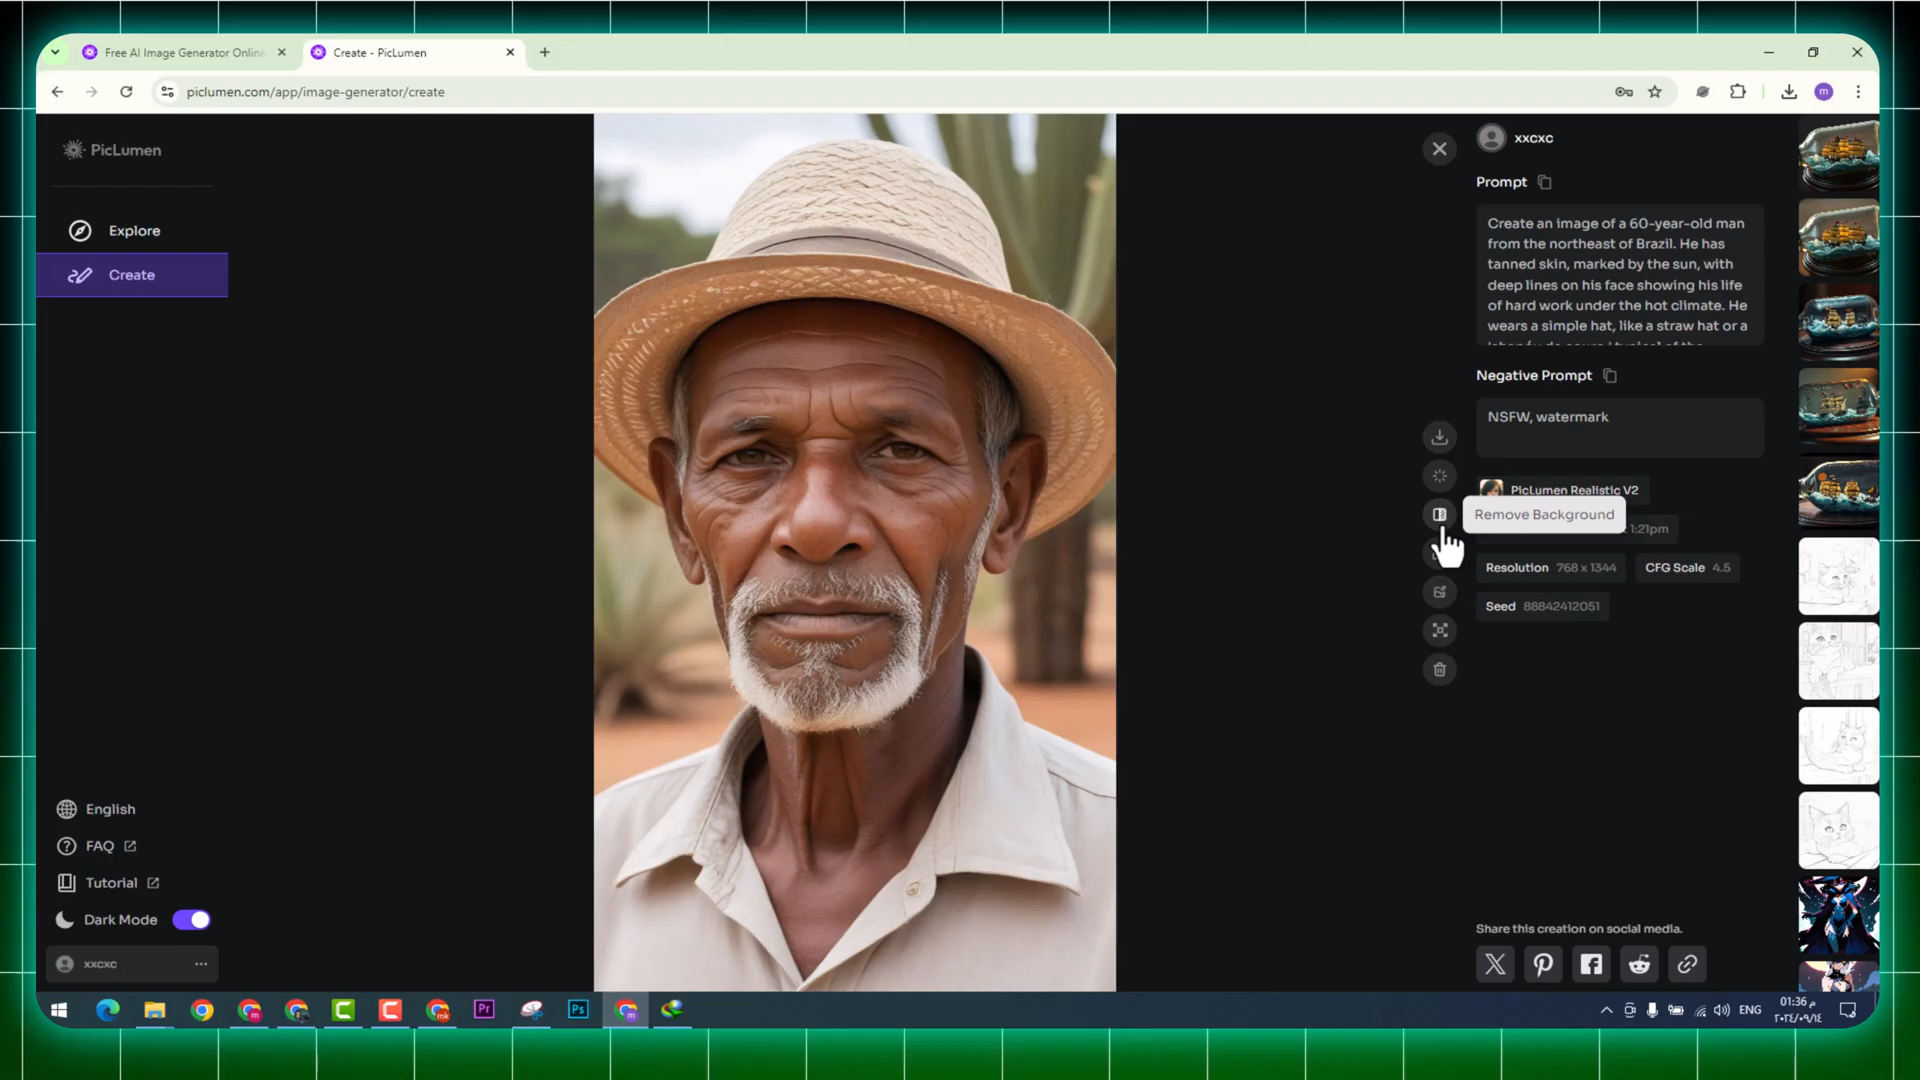 Free AI Image Generator Online
Create - PicLumen
piclumen.com/app/image-generator/create
m
PicLumen
Explore
Create
English
FAQ
Tutorial
Dark Mode
xxcxc
xxcxc
Prompt
Create an image of a 60-year-old man
from the northeast of Brazil. He has
tanned skin, marked by the sun, with
deep lines on his face showing his life
of hard work under the hot climate. He
wears a simple hat, like a straw hat or a
Negative Prompt
NSFW, watermark
PicLumen Realistic V2
Remove Background
1:21pm
Resolution 768 x 1344
CFG Scale 4.5
Seed 88842412051
Share this creation on social media.
Pr
Ps
ENG
01:36 م
٢٠٢٤/٠٩/١٤